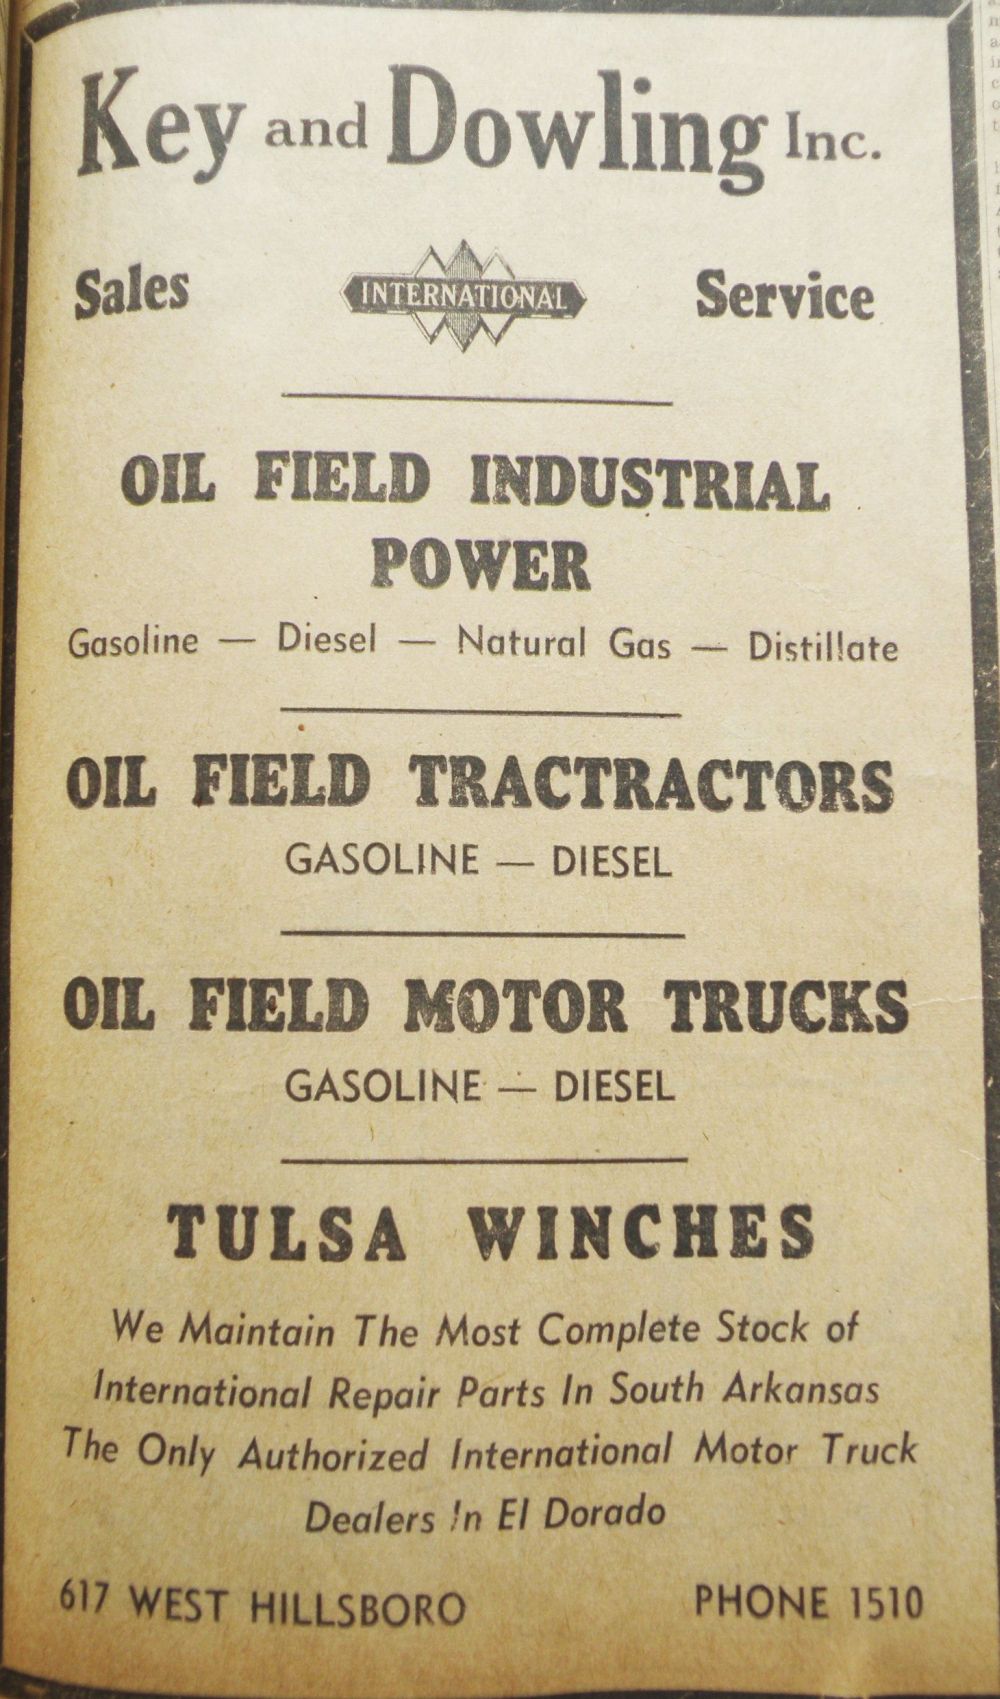 Key and Dowling Inc.
Sales INTERNATIONAL Service
OIL FIELD INDUSTRIAL
POWER
Gasoline — Diesel — Natural Gas — Distillate
OIL FIELD TRACTRACTORS
GASOLINE — DIESEL
OIL FIELD MOTOR TRUCKS
GASOLINE — DIESEL
TULSA WINCHES
We Maintain The Most Complete Stock of
International Repair Parts In South Arkansas
The Only Authorized International Motor Truck
Dealers In El Dorado
617 WEST HILLSBORO PHONE 1510